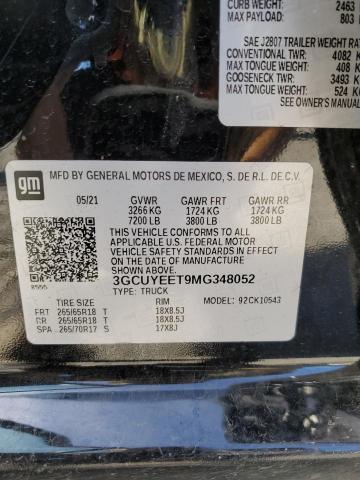 CURB WEIGHT: 2463
MAX PAYLOAD: 803
SAE J2807 TRAILER WEIGHT RAT
CONVENTIONAL TWR: 4082 K
MAX TONGUE WT: 408 K
GOOSENECK TWR: 3493 K
MAX TONGUE WT: 524 K
SEE OWNER'S MANUAL
gm
MFD BY GENERAL MOTORS DE MEXICO, S. DE R.L. DE C.V.
05/21 GVWR GAWR FRT GAWR RR
3266 KG 1724 KG 1724 KG
7200 LB 3800 LB 3800 LB
THIS VEHICLE CONFORMS TO ALL
APPLICABLE U.S. FEDERAL MOTOR
VEHICLE SAFETY STANDARDS IN EFFECT
ON THE DATE OF MANUFACTURE SHOWN ABOVE.
3GCUYEET9MG348052
TYPE: TRUCK
MODEL: 92CK10543
TIRE SIZE RIM
FRT 265/65R18 T 18X8.5J
RR 265/65R18 T 18X8.5J
SPA 265/70R17 T 17X8J